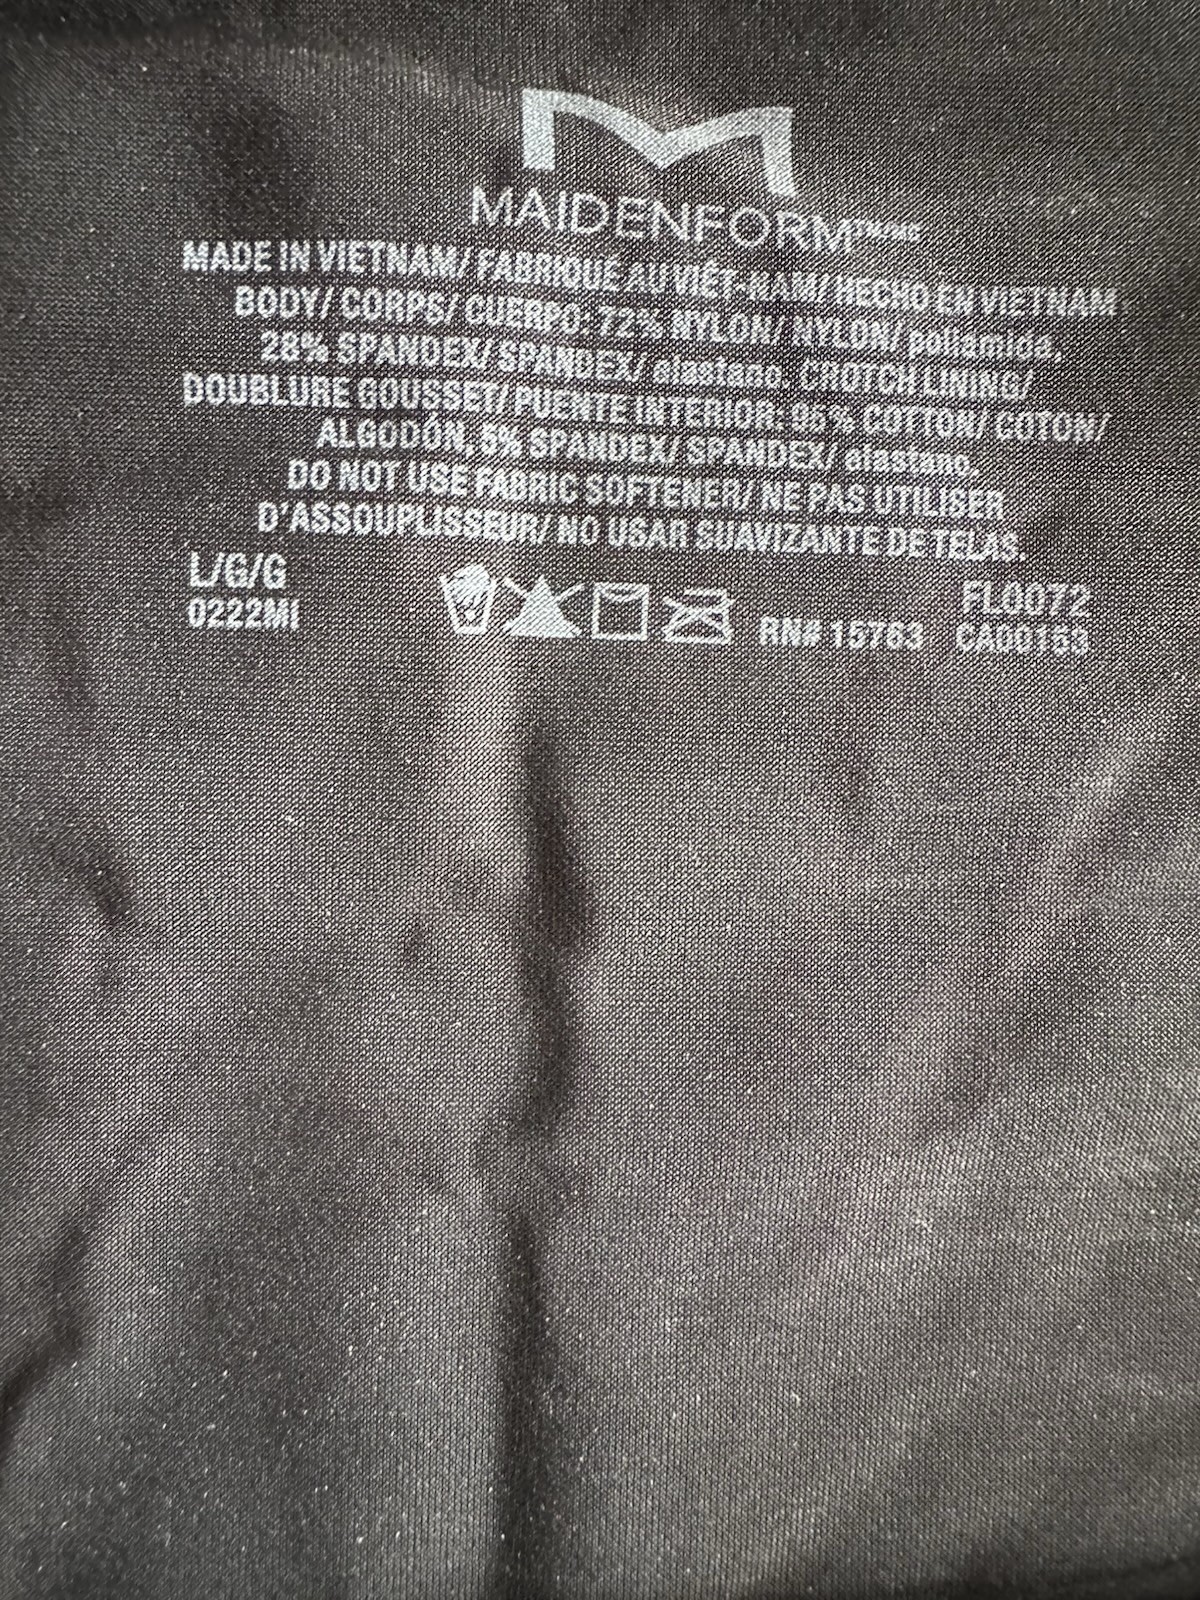 MAIDENFORM
MADE IN VIETNAM/ FABRIQUÉ AU VIÊT-NAM/ HECHO EN VIETNAM
BODY/ CORPS/ CUERPO: 72% NYLON/ NYLON/ poliamida,
28% SPANDEX/ SPANDEX/ elastano; CROTCH LINING/
DOUBLURE GOUSSET/ PUENTE INTERIOR: 95% COTTON/ COTON/
ALGODÓN, 5% SPANDEX/ SPANDEX/ elastano.
DO NOT USE FABRIC SOFTENER/ NE PAS UTILISER
D'ASSOUPLISSEUR/ NO USAR SUAVIZANTE DE TELAS.
L/G/G FL0072
0222MI RN# 15763 CA00153